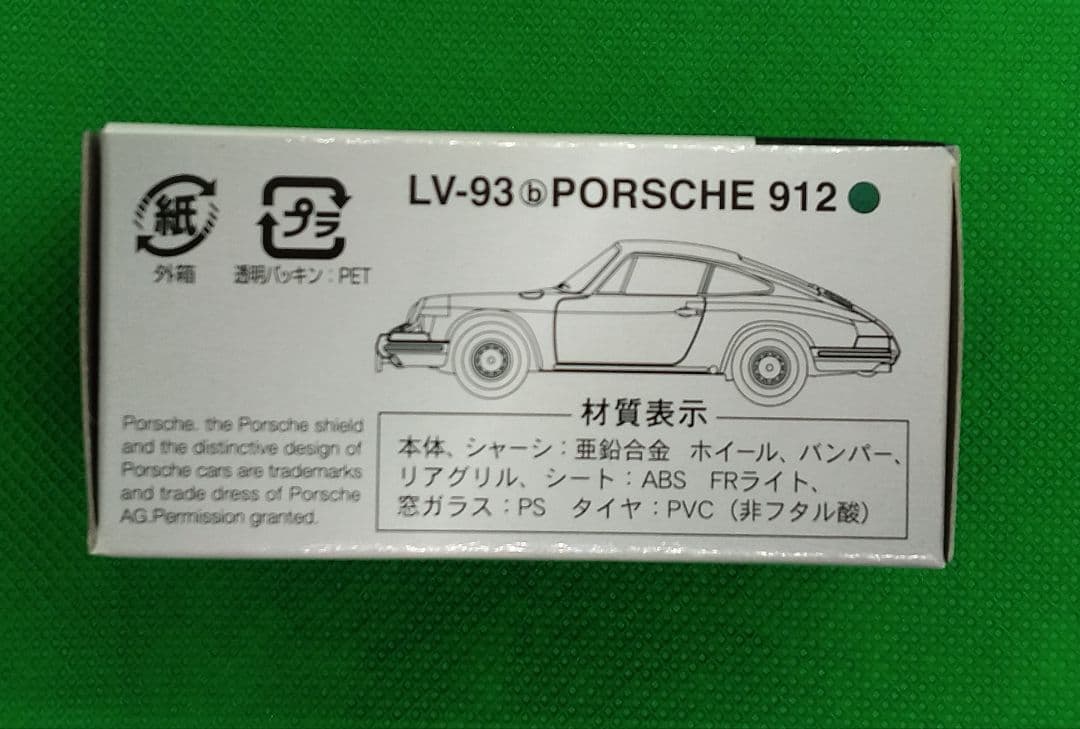 LV-93ⓑPORSCHE 912
紙
外箱
プラ
透明パッキン：PET
Porsche, the Porsche shield
and the distinctive design of
Porsche cars are trademarks
and trade dress of Porsche
AG.Permission granted.
材質表示
本体、シャーシ：亜鉛合金　ホイール、バンパー、
リアグリル、シート：ABS　FRライト、
窓ガラス：PS　タイヤ：PVC（非フタル酸）